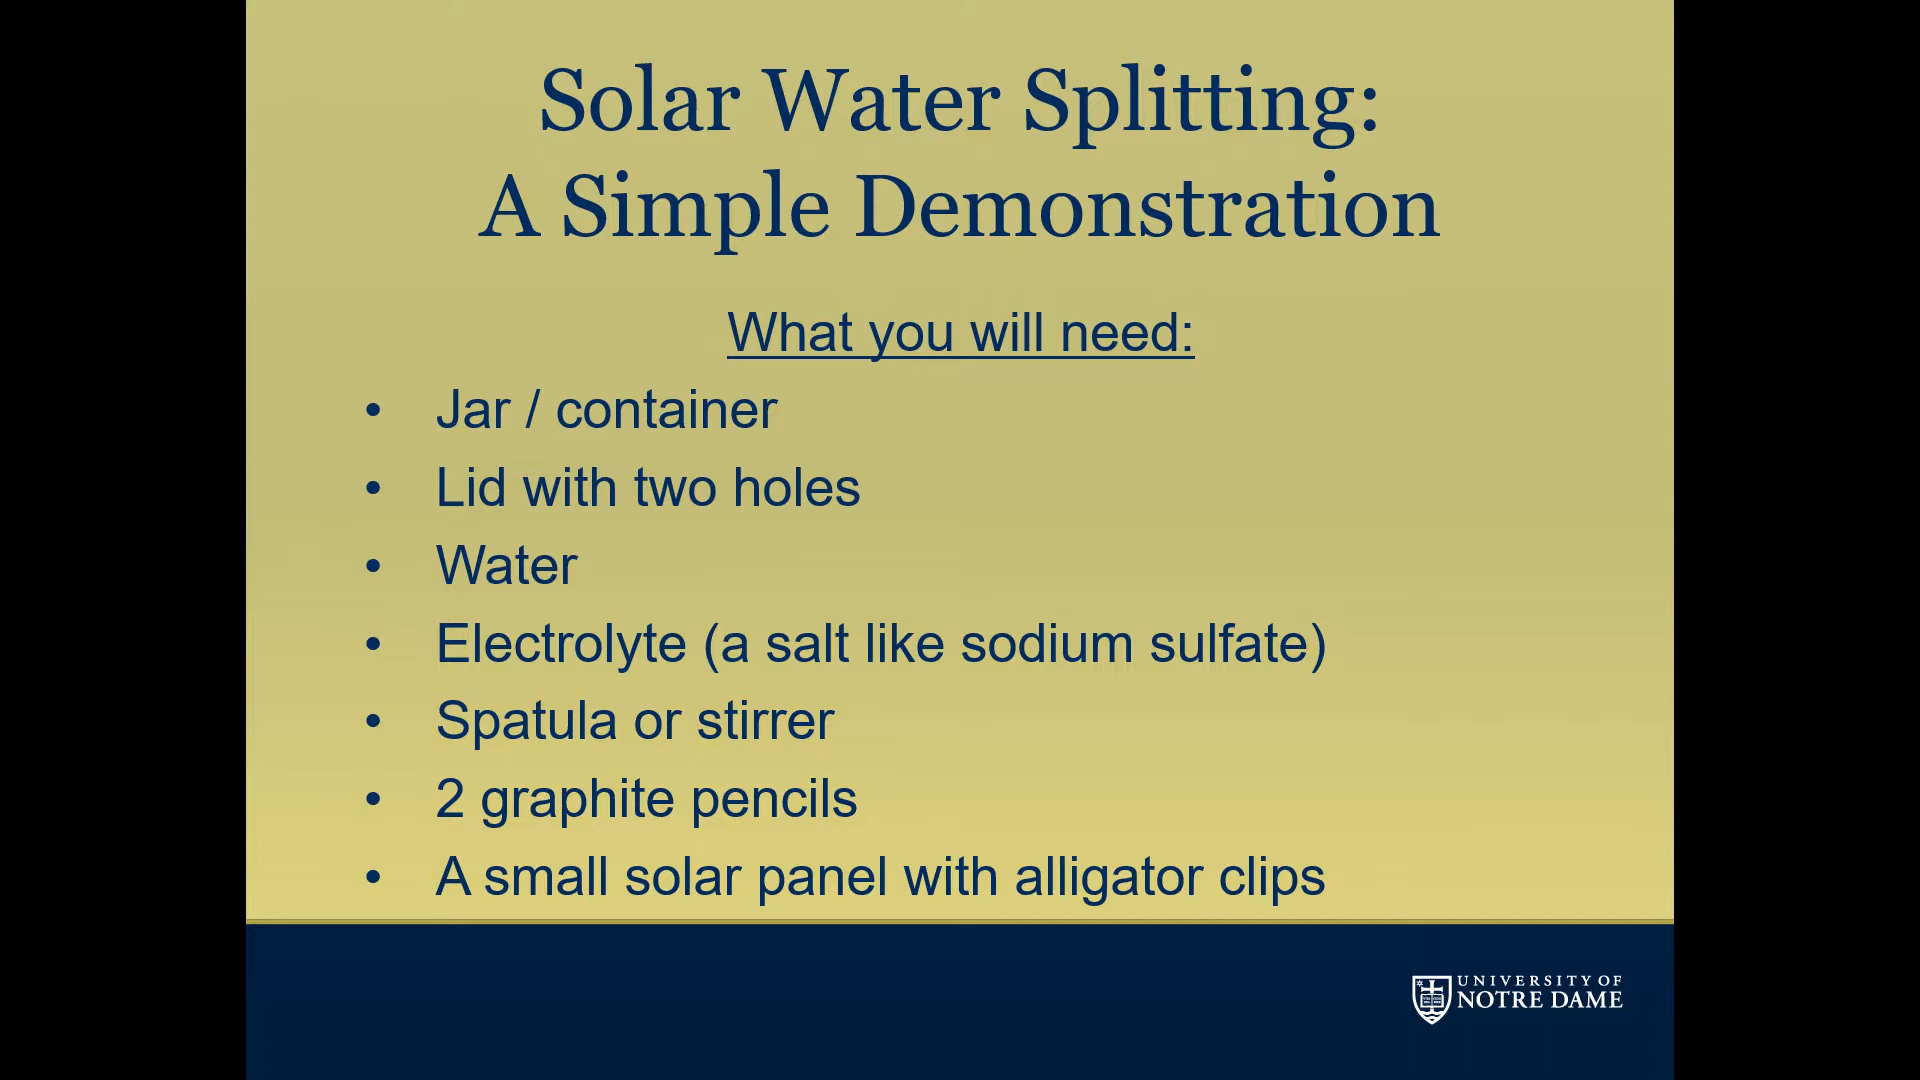 Solar Water Splitting:
A Simple Demonstration
What you will need:
• Jar / container
• Lid with two holes
• Water
• Electrolyte (a salt like sodium sulfate)
• Spatula or stirrer
• 2 graphite pencils
• A small solar panel with alligator clips
UNIVERSITY OF
NOTRE DAME